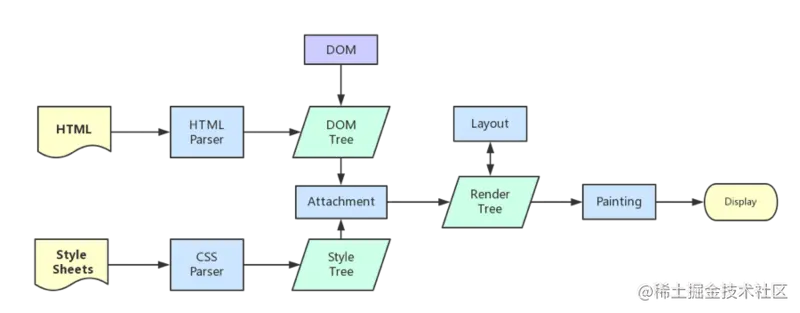 DOM
HTML
HTML
Parser
DOM
Tree
Layout
Attachment
Render
Tree
Painting
Display
Style
Sheets
CSS
Parser
Style
Tree
@稀土掘金技术社区